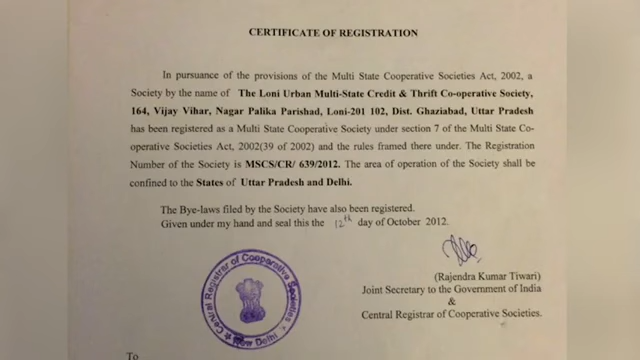 CERTIFICATE OF REGISTRATION
In pursuance of the provisions of the Multi State Cooperative Societies Act, 2002, a
Society by the name of The Loni Urban Multi-State Credit & Thrift Co-operative Society,
164, Vijay Vihar, Nagar Palika Parishad, Loni-201 102, Dist. Ghaziabad, Uttar Pradesh
has been registered as a Multi State Cooperative Society under section 7 of the Multi State Co-
operative Societies Act, 2002(39 of 2002) and the rules framed there under. The Registration
Number of the Society is MSCS/CR/ 639/2012. The area of operation of the Society shall be
confined to the States of Uttar Pradesh and Delhi.
The Bye-laws filed by the Society have also been registered.
Given under my hand and seal this the 12th day of October 2012.
(Rajendra Kumar Tiwari)
Joint Secretary to the Government of India
&
Central Registrar of Cooperative Societies.
Central Registrar of Cooperative Societies
New Delhi
To